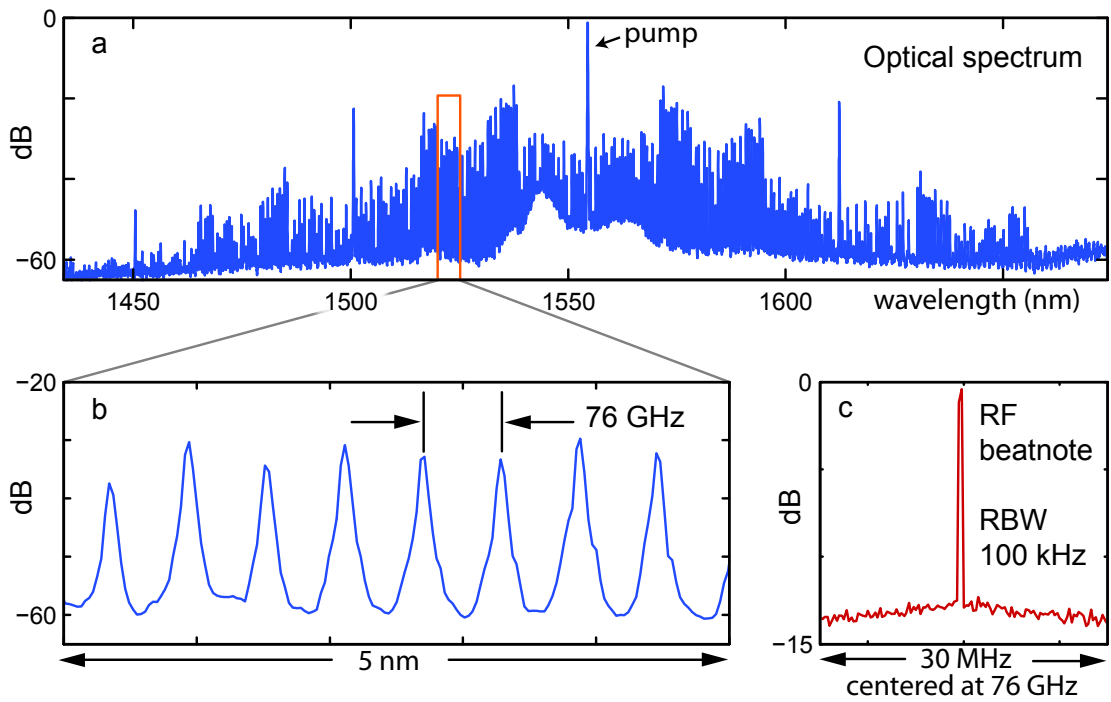 0
a
pump
Optical spectrum
dB
−60
1450
1500
1550
1600
wavelength (nm)
−20
b
76 GHz
dB
−60
5 nm
0
c
RF
beatnote
dB
RBW
100 kHz
−15
30 MHz
centered at 76 GHz